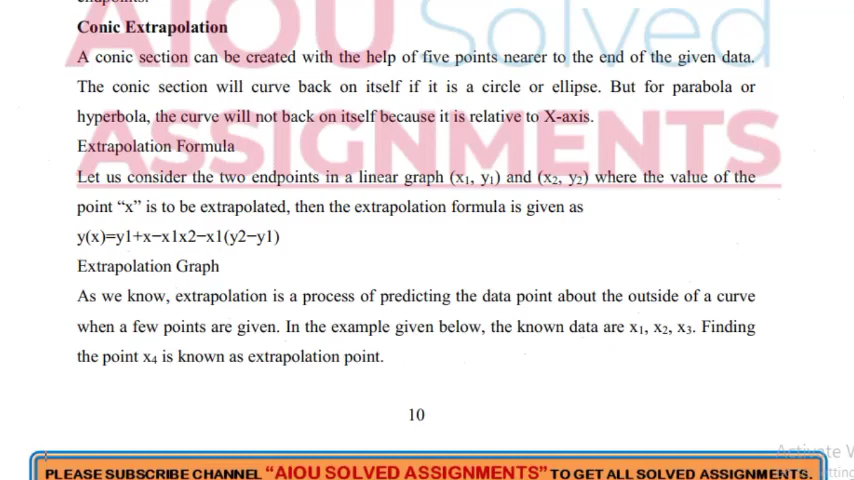 endpoints.
Conic Extrapolation
A conic section can be created with the help of five points nearer to the end of the given data.
The conic section will curve back on itself if it is a circle or ellipse. But for parabola or
hyperbola, the curve will not back on itself because it is relative to X-axis.
Extrapolation Formula
Let us consider the two endpoints in a linear graph (x₁, y₁) and (x₂, y₂) where the value of the
point “x” is to be extrapolated, then the extrapolation formula is given as
y(x)=y1+x−x1x2−x1(y2−y1)
Extrapolation Graph
As we know, extrapolation is a process of predicting the data point about the outside of a curve
when a few points are given. In the example given below, the known data are x₁, x₂, x₃. Finding
the point x₄ is known as extrapolation point.
AIOU Solved
ASSIGNMENTS
10
Activate
PLEASE SUBSCRIBE CHANNEL “AIOU SOLVED ASSIGNMENTS” TO GET ALL SOLVED ASSIGNMENTS.